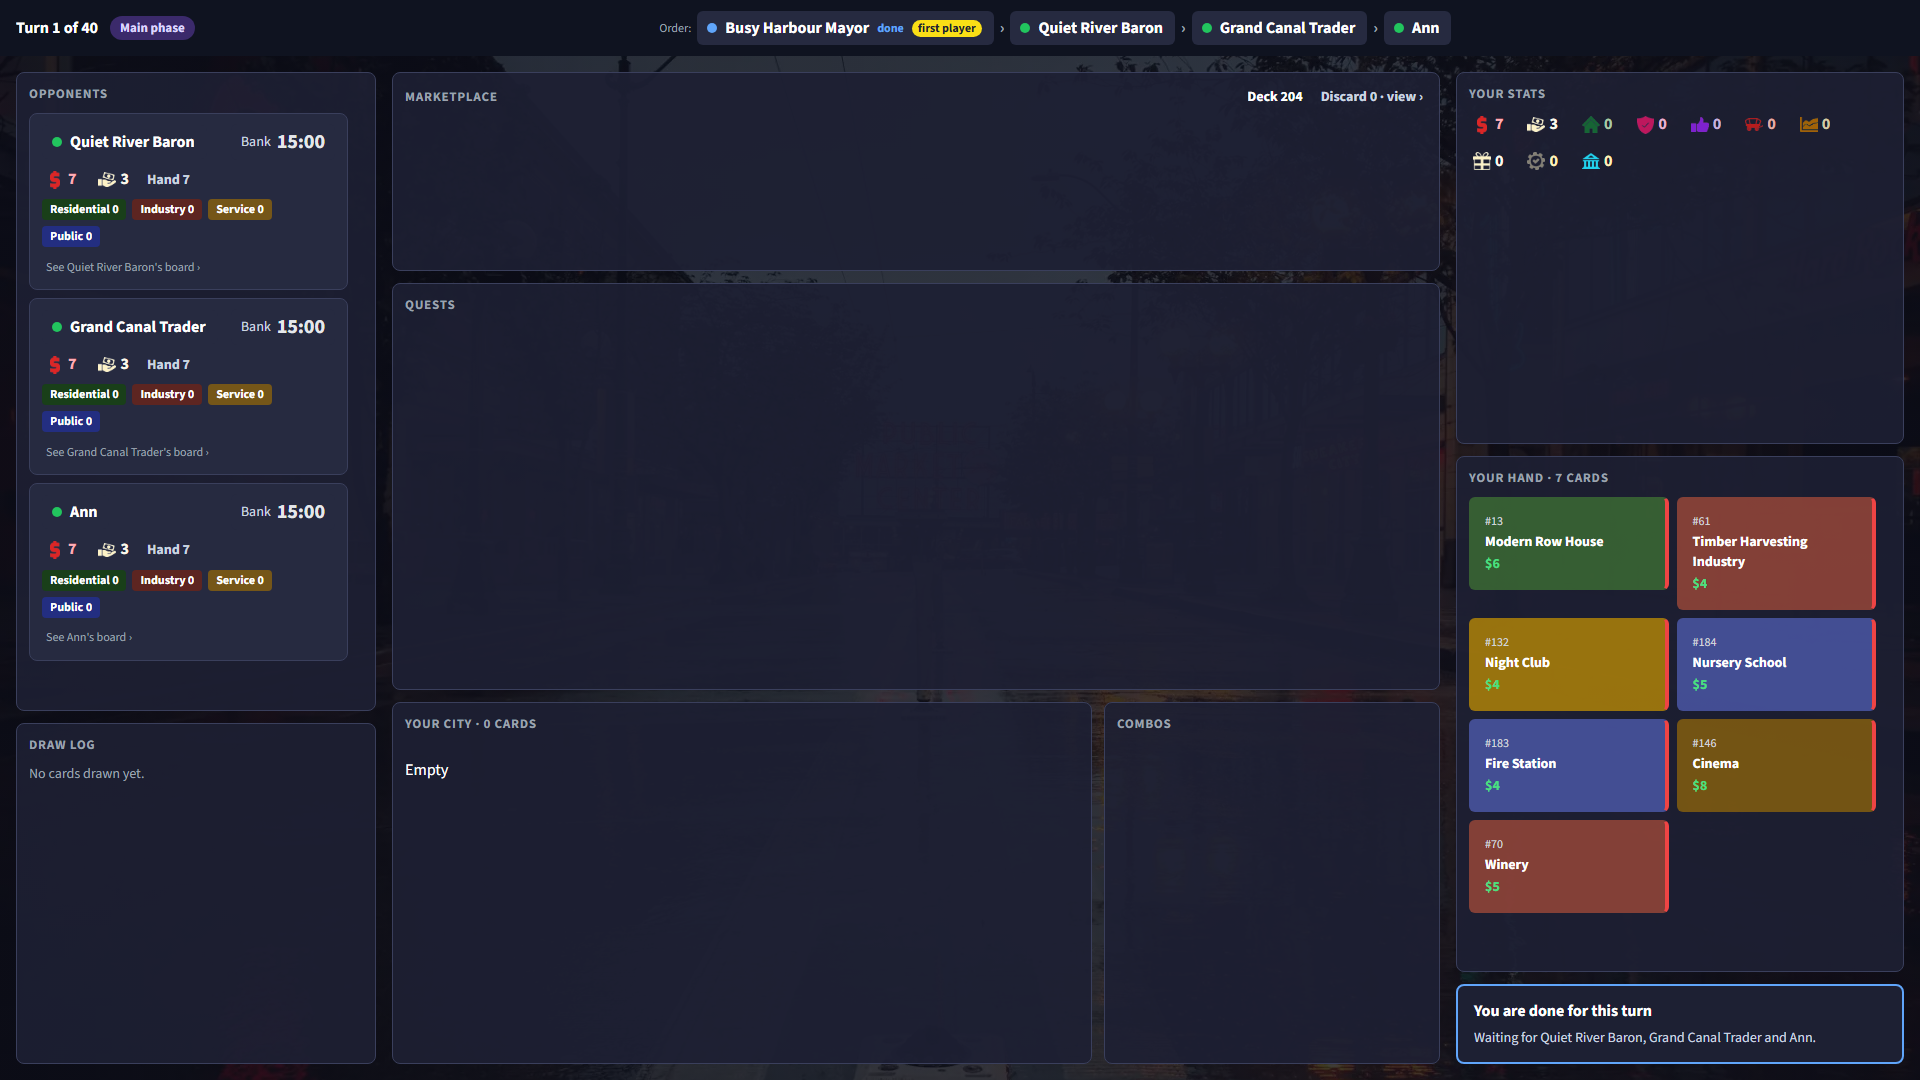 Turn 1 of 40 Main phase
Order: Busy Harbour Mayor done first player › Quiet River Baron › Grand Canal Trader › Ann
OPPONENTS
Quiet River Baron Bank 15:00
$ 7 3 Hand 7
Residential 0 Industry 0 Service 0
Public 0
See Quiet River Baron's board ›
Grand Canal Trader Bank 15:00
$ 7 3 Hand 7
Residential 0 Industry 0 Service 0
Public 0
See Grand Canal Trader's board ›
Ann Bank 15:00
$ 7 3 Hand 7
Residential 0 Industry 0 Service 0
Public 0
See Ann's board ›
DRAW LOG
No cards drawn yet.
MARKETPLACE Deck 204 Discard 0 · view ›
QUESTS
YOUR CITY · 0 CARDS
Empty
COMBOS
YOUR STATS
$ 7 3 0 0 0 0 0
0 0 0
YOUR HAND · 7 CARDS
#13
Modern Row House
$6
#61
Timber Harvesting
Industry
$4
#132
Night Club
$4
#184
Nursery School
$5
#183
Fire Station
$4
#146
Cinema
$8
#70
Winery
$5
You are done for this turn
Waiting for Quiet River Baron, Grand Canal Trader and Ann.